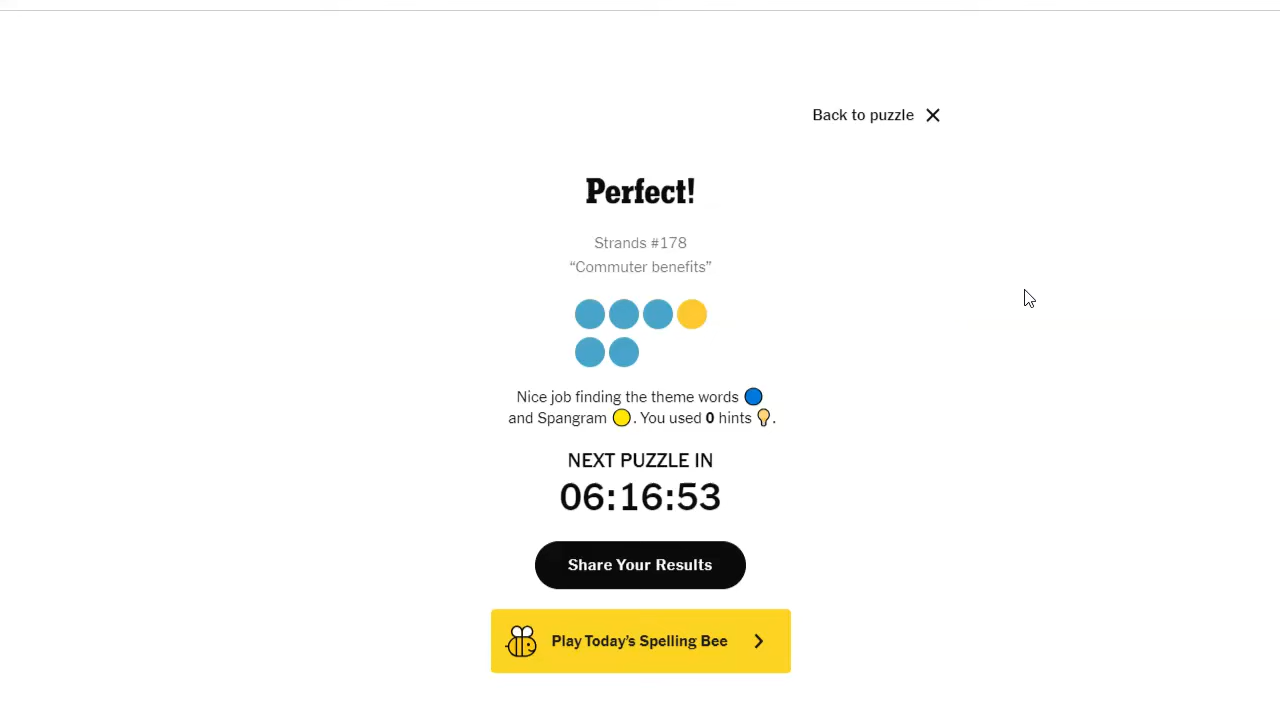 Back to puzzle
Perfect!
Strands #178
“Commuter benefits”
Nice job finding the theme words
and Spangram . You used 0 hints .
NEXT PUZZLE IN
06:16:53
Share Your Results
Play Today’s Spelling Bee